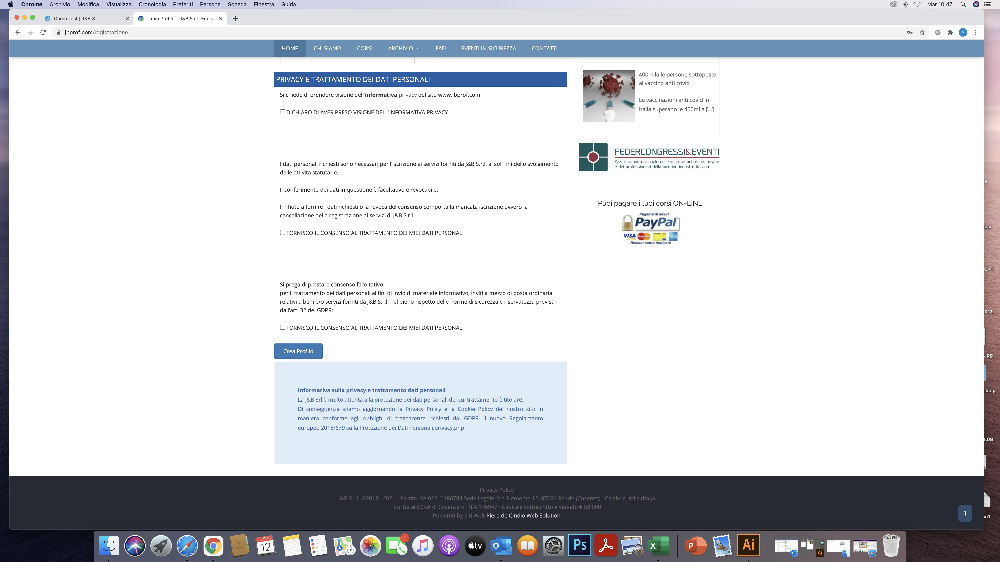 Chrome Archivio Modifica Visualizza Cronologia Preferiti Persone Scheda Finestra Guida
Mar 10:47
Corso Test | J&B S.r.l.
Il mio Profilo - J&B S.r.l. Educa
jbprof.com/registrazione
A
HOME CHI SIAMO CORSI ARCHIVIO FAD EVENTI IN SICUREZZA CONTATTI
PRIVACY E TRATTAMENTO DEI DATI PERSONALI
Si chiede di prendere visione dell'informativa privacy del sito www.jbprof.com
DICHIARO DI AVER PRESO VISIONE DELL'INFORMATIVA PRIVACY
I dati personali richiesti sono necessari per l’iscrizione ai servizi forniti da J&B S.r.l. ai soli fini dello svolgimento
delle attività statutarie.
Il conferimento dei dati in questione è facoltativo e revocabile.
Il rifiuto a fornire i dati richiesti o la revoca del consenso comporta la mancata iscrizione ovvero la
cancellazione della registrazione ai servizi di J&B S.r.l.
FORNISCO IL CONSENSO AL TRATTAMENTO DEI MIEI DATI PERSONALI
Si prega di prestare consenso facoltativo:
per il trattamento dei dati personali ai fini di invio di materiale informativo, inviti a mezzo di posta ordinaria
relativi a beni e/o servizi forniti da J&B S.r.l. nel pieno rispetto delle norme di sicurezza e riservatezza previsti
dall’art. 32 del GDPR;
FORNISCO IL CONSENSO AL TRATTAMENTO DEI MIEI DATI PERSONALI
Crea Profilo
Informativa sulla privacy e trattamento dati personali
La J&B Srl è molto attenta alla protezione dei dati personali del cui trattamento è titolare.
Di conseguenza stiamo aggiornando la Privacy Policy e la Cookie Policy del nostro sito in
maniera conforme agli obblighi di trasparenza richiesti dal GDPR, il nuovo Regolamento
europeo 2016/679 sulla Protezione dei Dati Personali.privacy.php
400mila le persone sottoposte
al vaccino anti covid
Le vaccinazioni anti covid in
Italia superano le 400mila [...]
FEDERCONGRESSI&EVENTI
Associazione nazionale delle imprese pubbliche, private
e dei professionisti della meeting industry italiana
Puoi pagare i tuoi corsi ON-LINE
Pagamenti sicuri
PayPal
VISA MasterCard
Nessun conto richiesto
Privacy Policy
J&B S.r.l. ©2013 - 2021 - Partita IVA 02610180784 Sede Legale: Via Piemonte 12, 87036 Rende (Cosenza) - Calabria Italia (Italy)
Iscritta al CCAA di Cosenza n. REA 176947 - Capitale sottoscritto e versato € 50.000
Powered by Siti Web Piero de Cindio Web Solution
4
zar
o_orl
iero_
.jpg
cking
1.09
io1
GEN
12
3D
1
tv
O
Ps
X
P
Ai
Ai